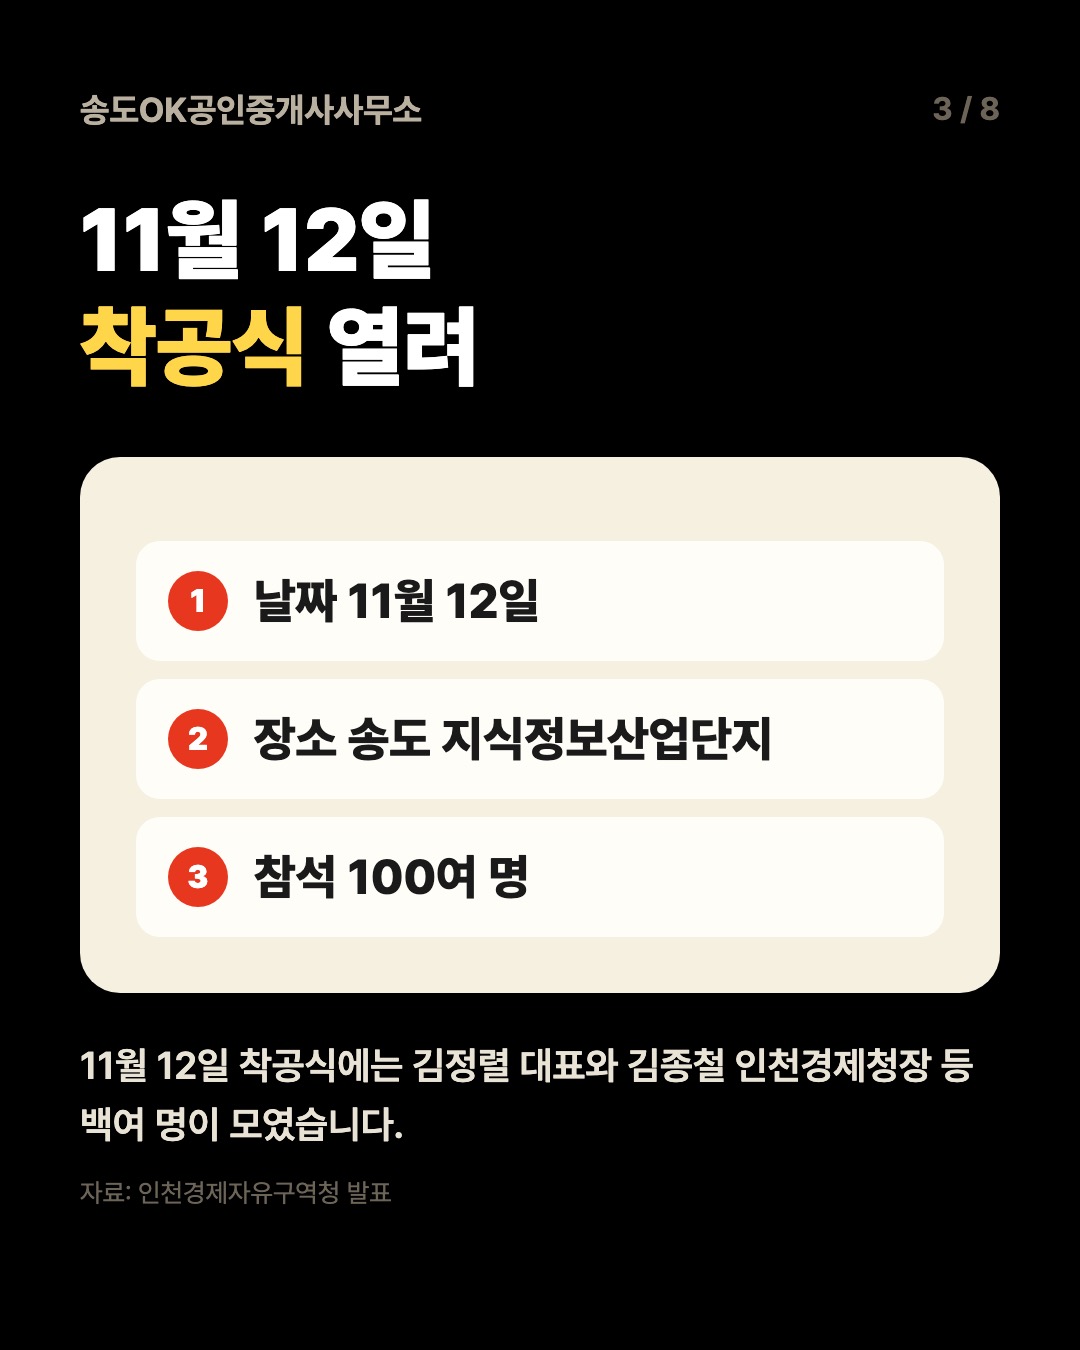 송도OK공인중개사사무소
3 / 8
11월 12일
착공식 열려
1 날짜 11월 12일
2 장소 송도 지식정보산업단지
3 참석 100여 명
11월 12일 착공식에는 김정렬 대표와 김종철 인천경제청장 등
백여 명이 모였습니다.
자료: 인천경제자유구역청 발표